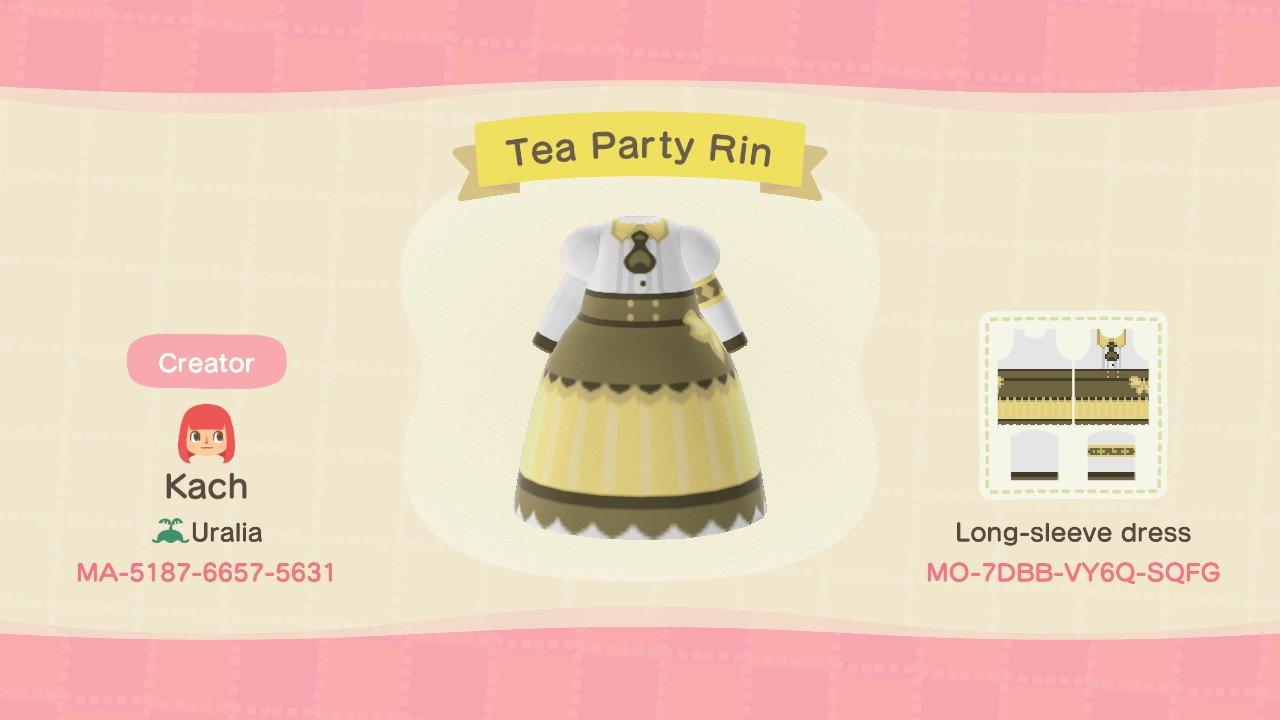 Tea Party Rin
Creator
Kach
Uralia
MA-5187-6657-5631
Long-sleeve dress
MO-7DBB-VY6Q-SQFG